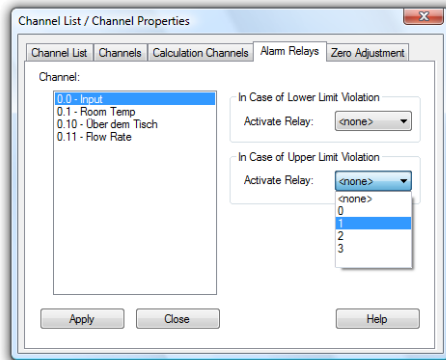 Channel List / Channel Properties
Channel List
Channels
Calculation Channels
Alarm Relays
Zero Adjustment
Channel:
0.0 - Input
0.1 - Room Temp
0.10 - Über dem Tisch
0.11 - Flow Rate
In Case of Lower Limit Violation
Activate Relay: <none>
In Case of Upper Limit Violation
Activate Relay: <none>
<none>
0
1
2
3
Apply
Close
Help